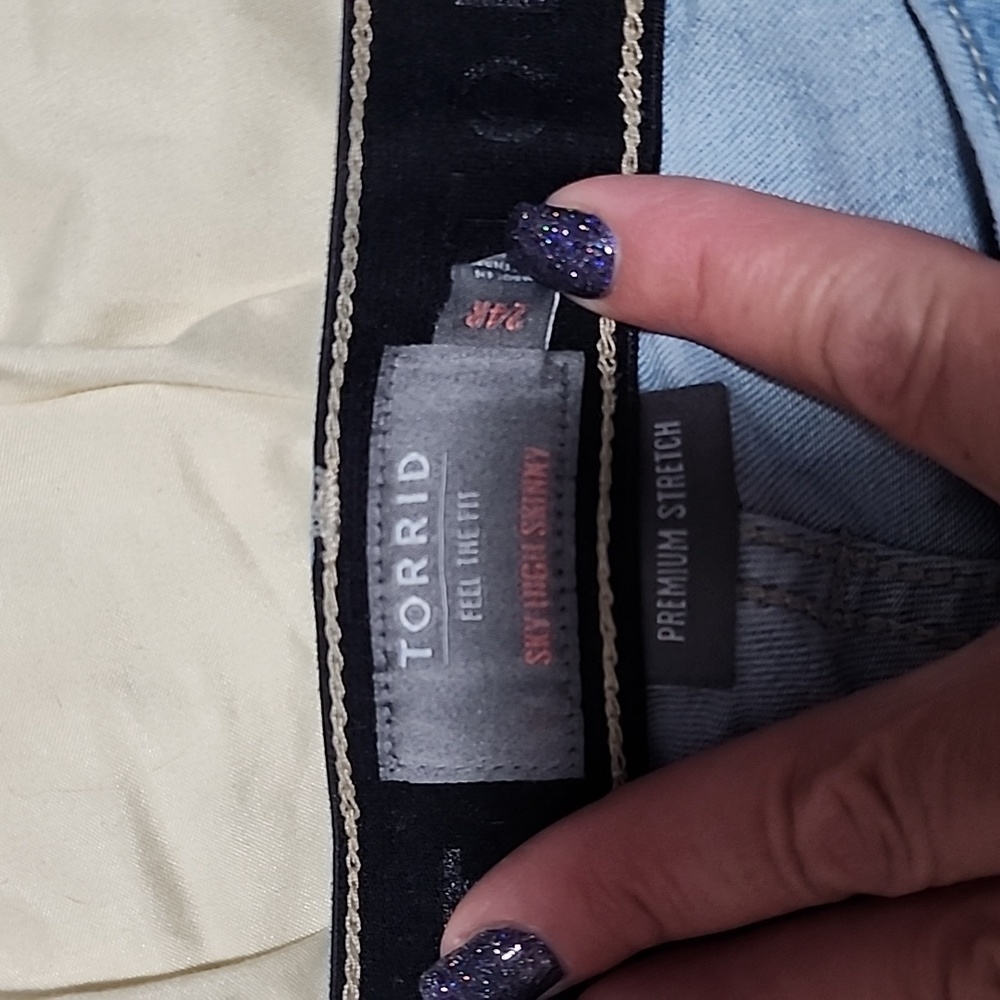 TORRID
FEEL THE FIT
SKY HIGH SKINNY
24R
PREMIUM STRETCH